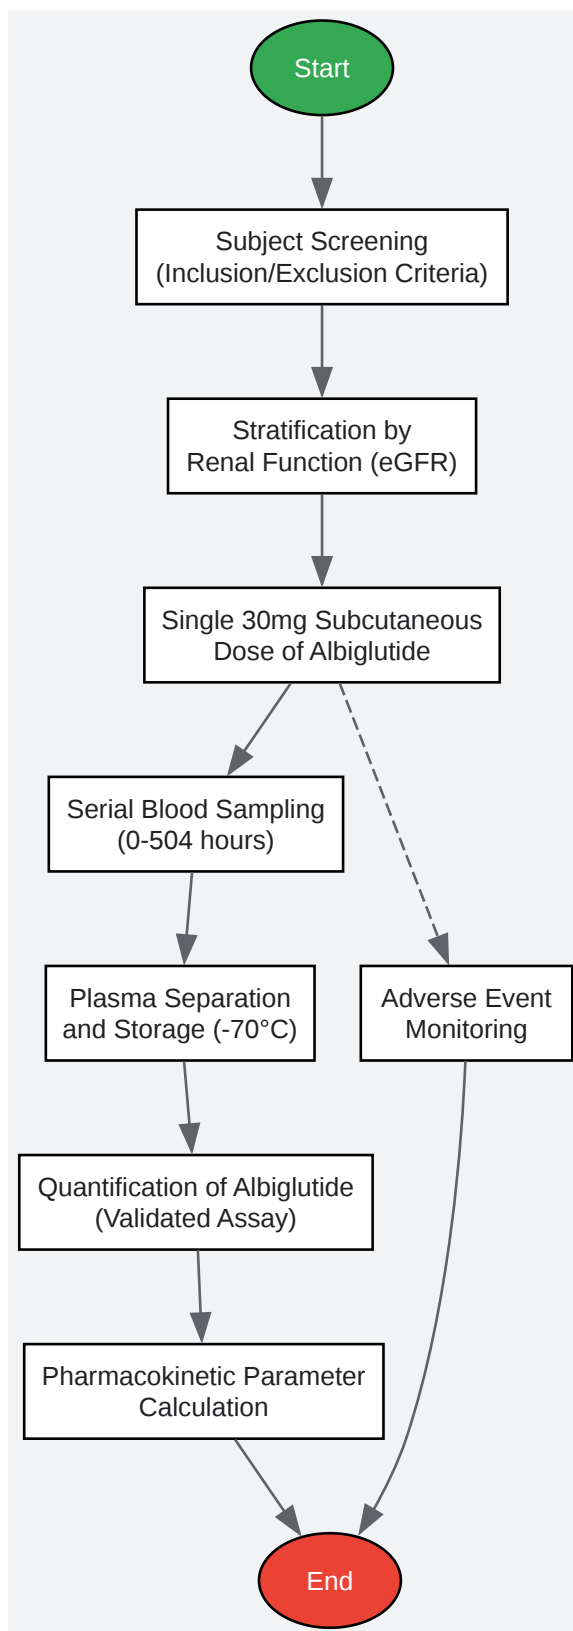 Start
Subject Screening
(Inclusion/Exclusion Criteria)
Stratification by
Renal Function (eGFR)
Single 30mg Subcutaneous
Dose of Albiglutide
Serial Blood Sampling
(0-504 hours)
Plasma Separation
and Storage (-70°C)
Adverse Event
Monitoring
Quantification of Albiglutide
(Validated Assay)
Pharmacokinetic Parameter
Calculation
End